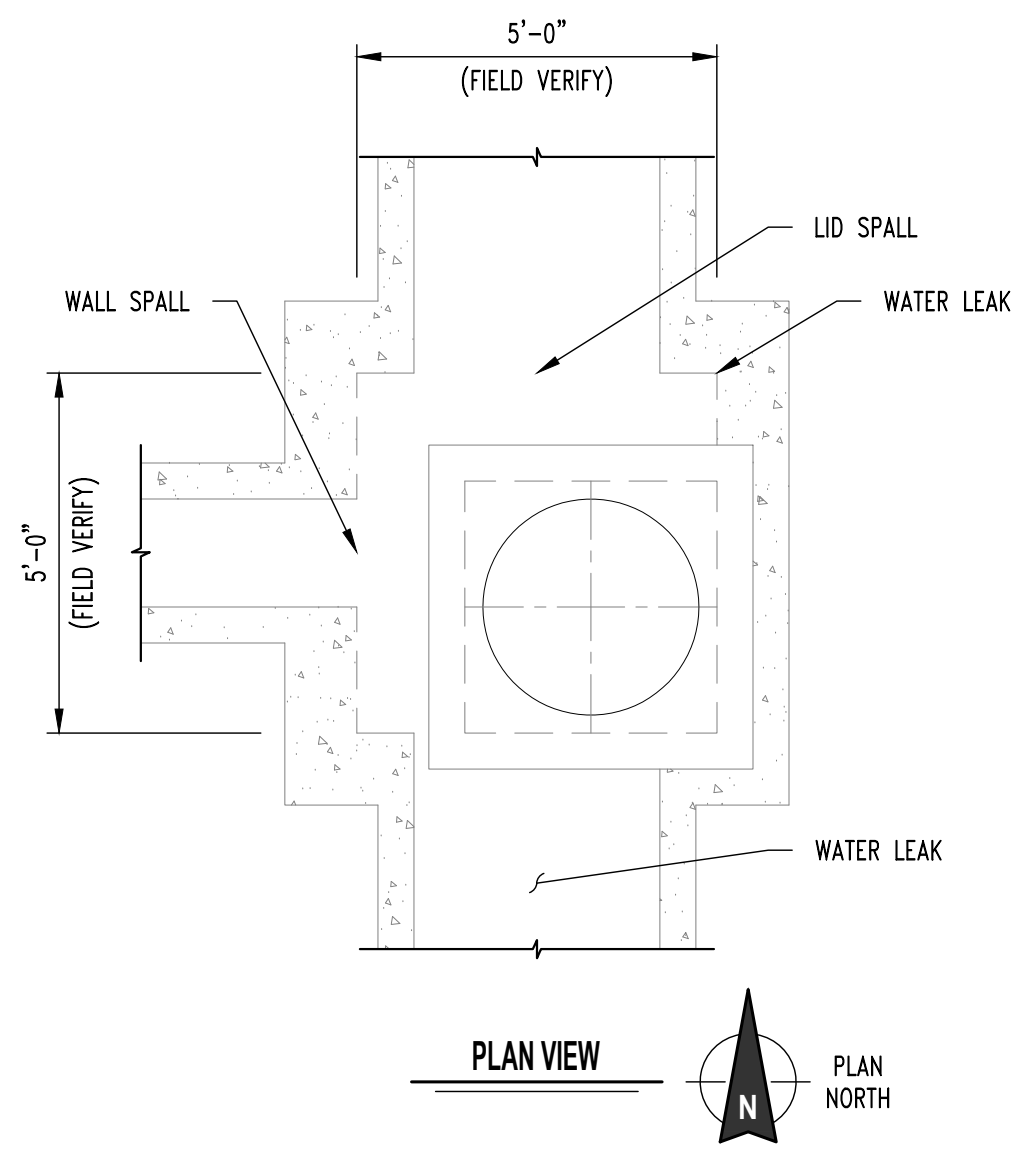 5'-0"
(FIELD VERIFY)
LID SPALL
WALL SPALL
WATER LEAK
5'-0"
(FIELD VERIFY)
WATER LEAK
PLAN VIEW
N
PLAN
NORTH